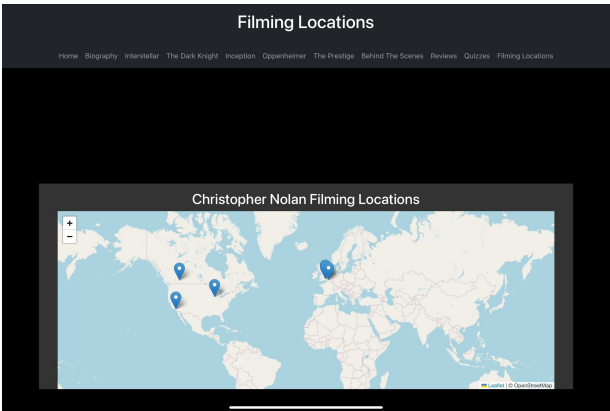 Filming Locations
Home Biography Interstellar The Dark Knight Inception Oppenheimer The Prestige Behind The Scenes Reviews Quizzes Filming Locations
Christopher Nolan Filming Locations
+
−
Leaflet | © OpenStreetMap